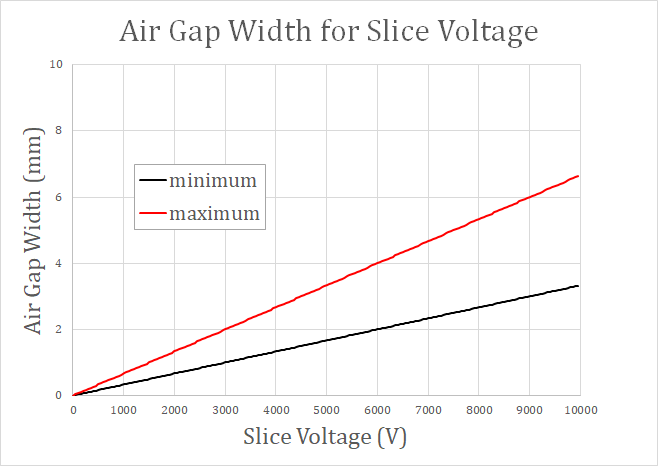 Air Gap Width for Slice Voltage
10
8
6
4
2
0
Air Gap Width (mm)
minimum
maximum
0 1000 2000 3000 4000 5000 6000 7000 8000 9000 10000
Slice Voltage (V)